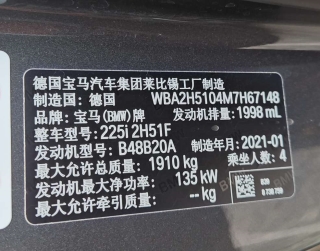 德国宝马汽车集团莱比锡工厂制造
制造国：德国 WBA2H5104M7H67148
品牌：宝马(BMW)牌 发动机排量：1998 mL
整车型号：225i 2H51F
发动机型号：B48B20A 制造年月：2021-01
最大允许总质量：1910 kg 乘坐人数：4
发动机最大净功率：135 kW
最大允许牵引质量：-- kg